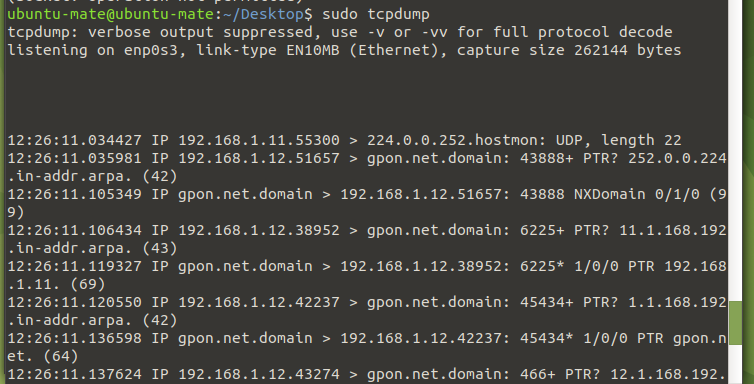 ubuntu-mate@ubuntu-mate:~/Desktop$ sudo tcpdump
tcpdump: verbose output suppressed, use -v or -vv for full protocol decode
listening on enp0s3, link-type EN10MB (Ethernet), capture size 262144 bytes
12:26:11.034427 IP 192.168.1.11.55300 > 224.0.0.252.hostmon: UDP, length 22
12:26:11.035981 IP 192.168.1.12.51657 > gpon.net.domain: 43888+ PTR? 252.0.0.224
.in-addr.arpa. (42)
12:26:11.105349 IP gpon.net.domain > 192.168.1.12.51657: 43888 NXDomain 0/1/0 (9
9)
12:26:11.106434 IP 192.168.1.12.38952 > gpon.net.domain: 6225+ PTR? 11.1.168.192
.in-addr.arpa. (43)
12:26:11.119327 IP gpon.net.domain > 192.168.1.12.38952: 6225* 1/0/0 PTR 192.168
.1.11. (69)
12:26:11.120550 IP 192.168.1.12.42237 > gpon.net.domain: 45434+ PTR? 1.1.168.192
.in-addr.arpa. (42)
12:26:11.136598 IP gpon.net.domain > 192.168.1.12.42237: 45434* 1/0/0 PTR gpon.n
et. (64)
12:26:11.137624 IP 192.168.1.12.43274 > gpon.net.domain: 466+ PTR? 12.1.168.192.